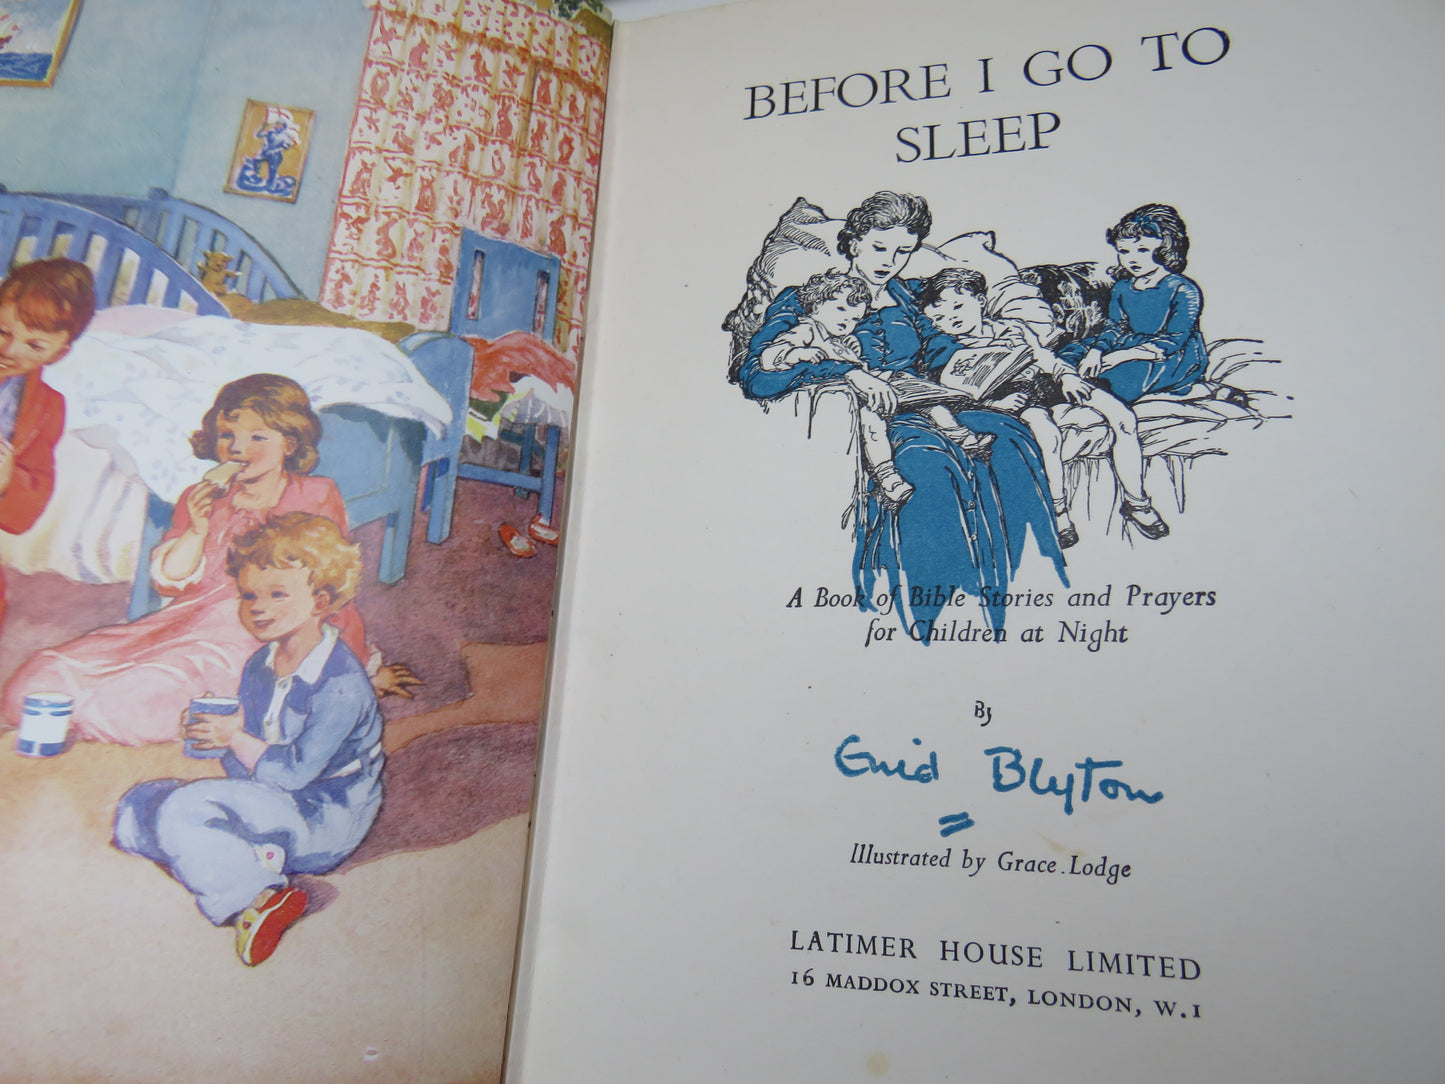 BEFORE I GO TO
SLEEP
A Book of Bible Stories and Prayers
for Children at Night
By
Enid Blyton
Illustrated by Grace Lodge
LATIMER HOUSE LIMITED
16 MADDOX STREET, LONDON, W.1